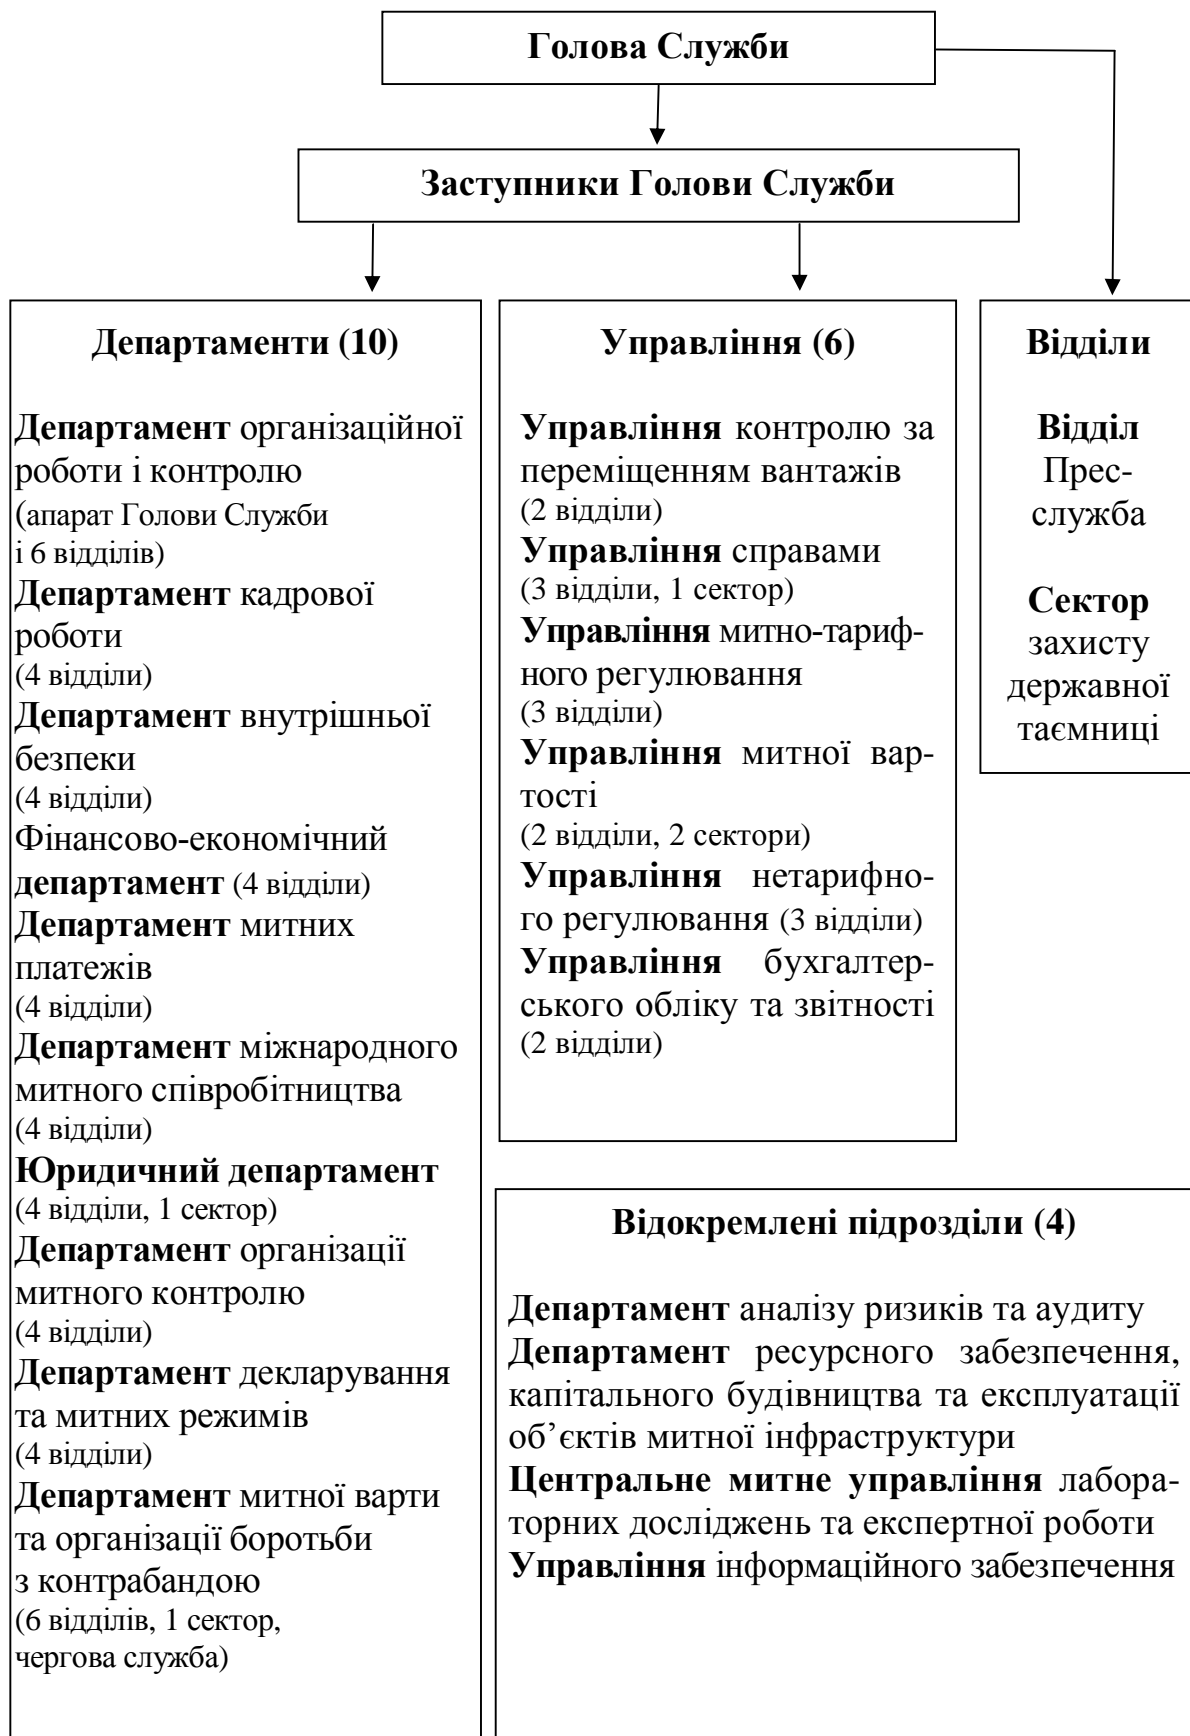 Голова Служби
Заступники Голови Служби
Департаменти (10)
Департамент організаційної
роботи і контролю
(апарат Голови Служби
і 6 відділів)
Департамент кадрової
роботи
(4 відділи)
Департамент внутрішньої
безпеки
(4 відділи)
Фінансово-економічний
департамент (4 відділи)
Департамент митних
платежів
(4 відділи)
Департамент міжнародного
митного співробітництва
(4 відділи)
Юридичний департамент
(4 відділи, 1 сектор)
Департамент організації
митного контролю
(4 відділи)
Департамент декларування
та митних режимів
(4 відділи)
Департамент митної варти
та організації боротьби
з контрабандою
(6 відділів, 1 сектор,
чергова служба)
Управління (6)
Управління контролю за
переміщенням вантажів
(2 відділи)
Управління справами
(3 відділи, 1 сектор)
Управління митно-тариф-
ного регулювання
(3 відділи)
Управління митної вар-
тості
(2 відділи, 2 сектори)
Управління нетарифно-
го регулювання (3 відділи)
Управління бухгалтер-
ського обліку та звітності
(2 відділи)
Відділи
Відділ
Прес-
служба
Сектор
захисту
державної
таємниці
Відокремлені підрозділи (4)
Департамент аналізу ризиків та аудиту
Департамент ресурсного забезпечення,
капітального будівництва та експлуатації
об’єктів митної інфраструктури
Центральне митне управління лабора-
торних досліджень та експертної роботи
Управління інформаційного забезпечення